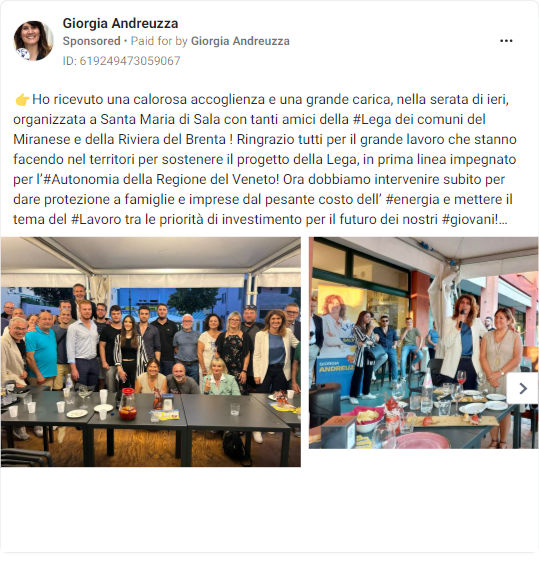 Giorgia Andreuzza
Sponsored • Paid for by Giorgia Andreuzza
ID: 619249473059067
👉Ho ricevuto una calorosa accoglienza e una grande carica, nella serata di ieri,
organizzata a Santa Maria di Sala con tanti amici della #Lega dei comuni del
Miranese e della Riviera del Brenta ! Ringrazio tutti per il grande lavoro che stanno
facendo nel territori per sostenere il progetto della Lega, in prima linea impegnato
per l'#Autonomia della Regione del Veneto! Ora dobbiamo intervenire subito per
dare protezione a famiglie e imprese dal pesante costo dell' #energia e mettere il
tema del #Lavoro tra le priorità di investimento per il futuro dei nostri #giovani!...
GIORGIA
ANDREUZZA